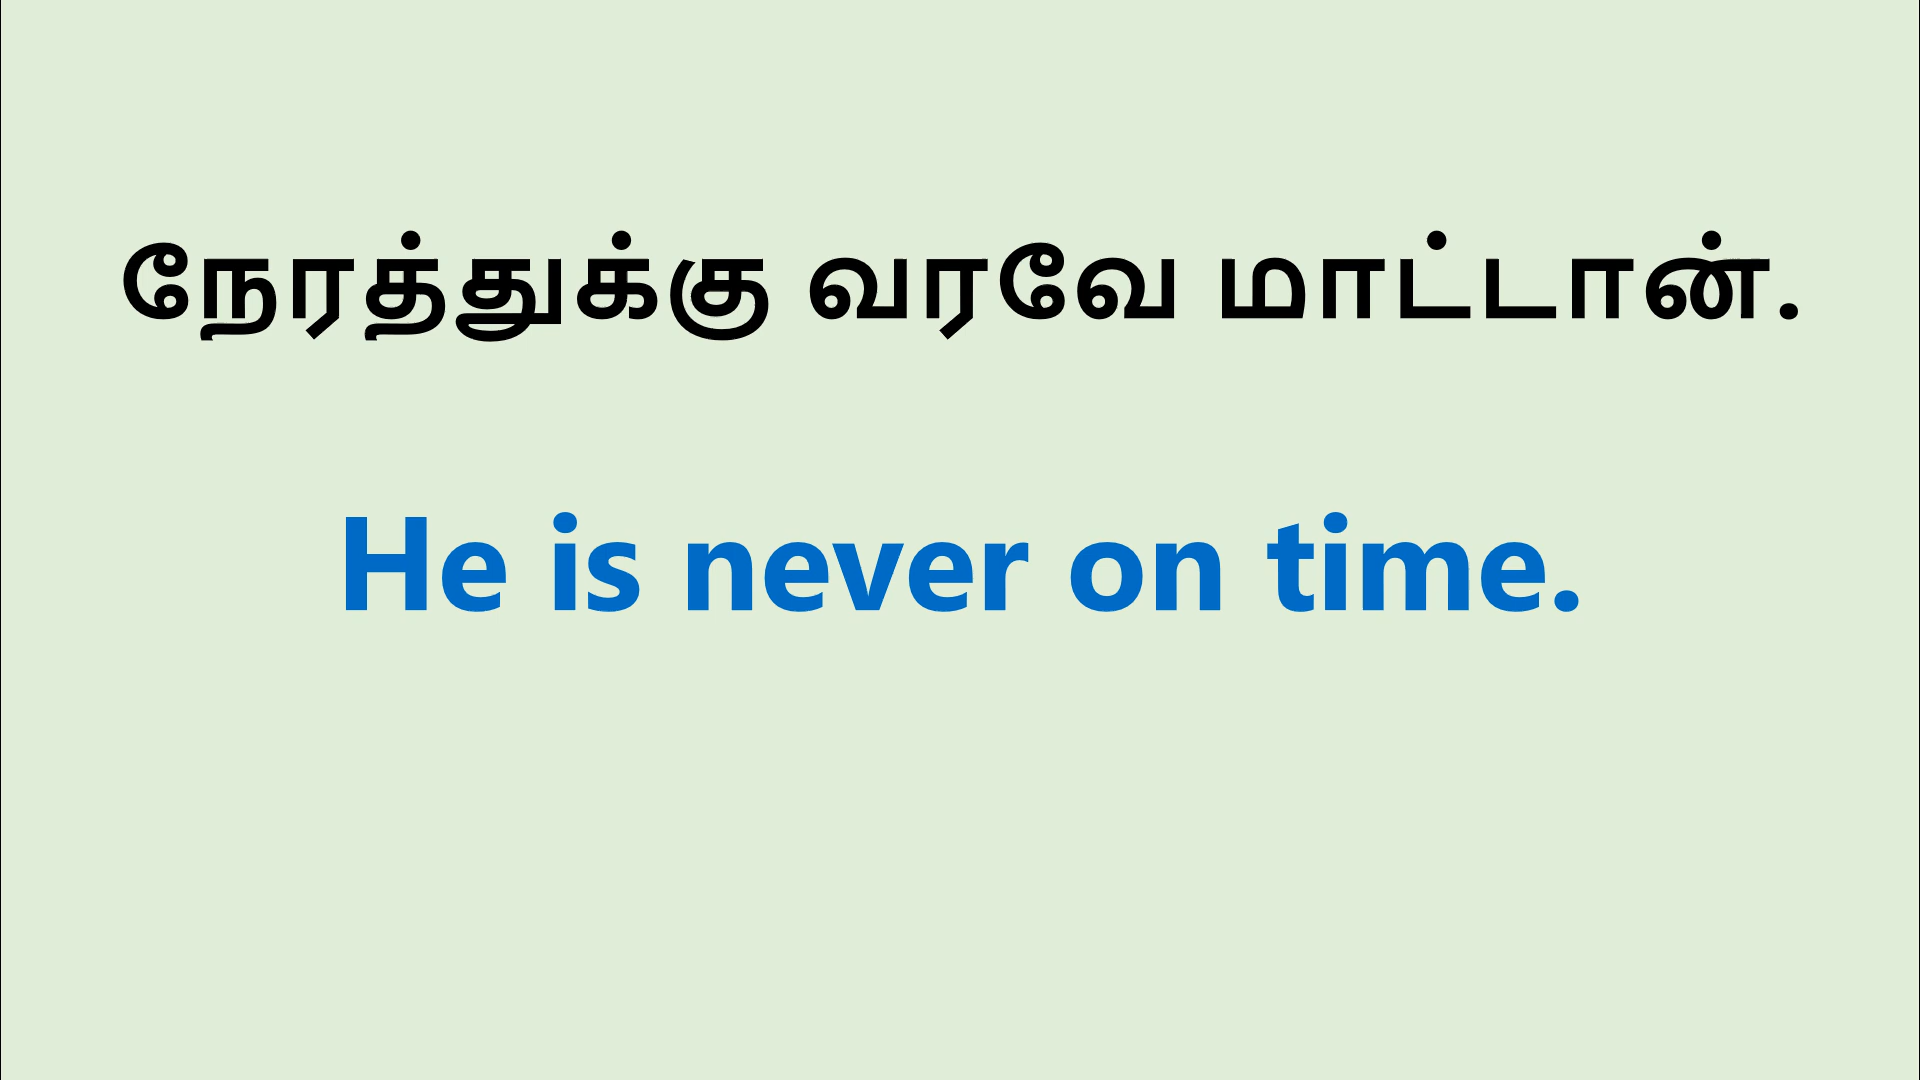 நேரத்துக்கு வரவே மாட்டான்.
He is never on time.